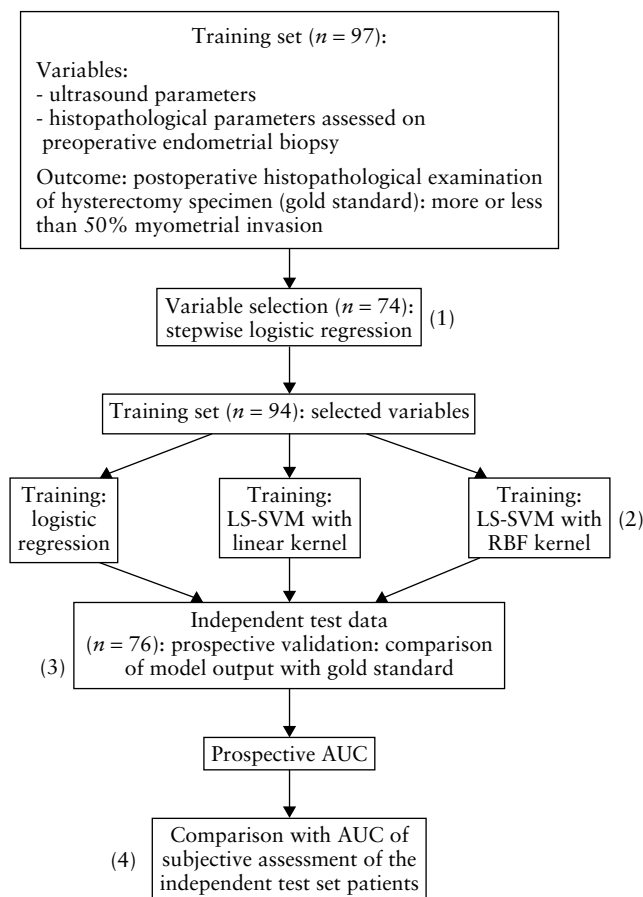 Training set (n = 97):
Variables:
- ultrasound parameters
- histopathological parameters assessed on
preoperative endometrial biopsy
Outcome: postoperative histopathological examination
of hysterectomy specimen (gold standard): more or less
than 50% myometrial invasion
Variable selection (n = 74):
stepwise logistic regression
(1)
Training set (n = 94): selected variables
Training:
logistic
regression
Training:
LS-SVM with
linear kernel
Training:
LS-SVM with
RBF kernel
(2)
Independent test data
(n = 76): prospective validation: comparison
of model output with gold standard
(3)
Prospective AUC
Comparison with AUC of
subjective assessment of the
independent test set patients
(4)